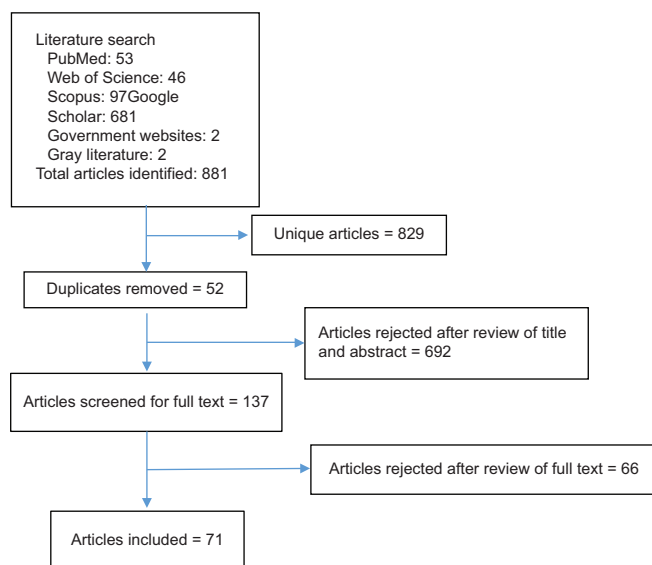 Literature search
PubMed: 53
Web of Science: 46
Scopus: 97Google
Scholar: 681
Government websites: 2
Gray literature: 2
Total articles identified: 881
Unique articles = 829
Duplicates removed = 52
Articles rejected after review of title
and abstract = 692
Articles screened for full text = 137
Articles rejected after review of full text = 66
Articles included = 71